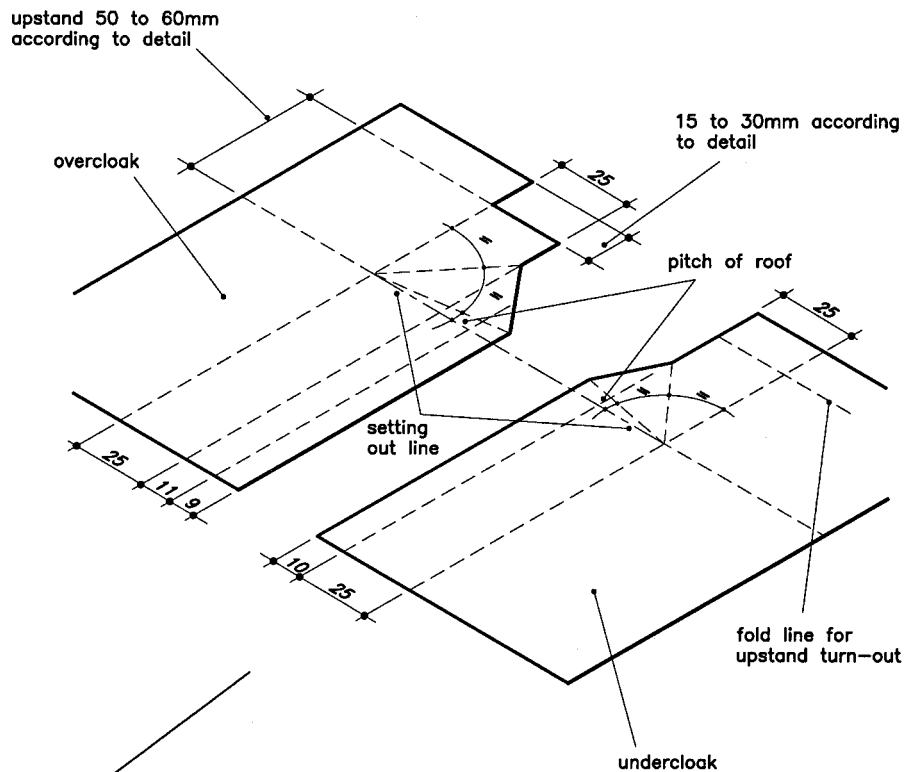 upstand 50 to 60mm
according to detail
15 to 30mm according
to detail
overcloak
25
pitch of roof
25
setting
out line
25
11
9
10
25
fold line for
upstand turn-out
undercloak